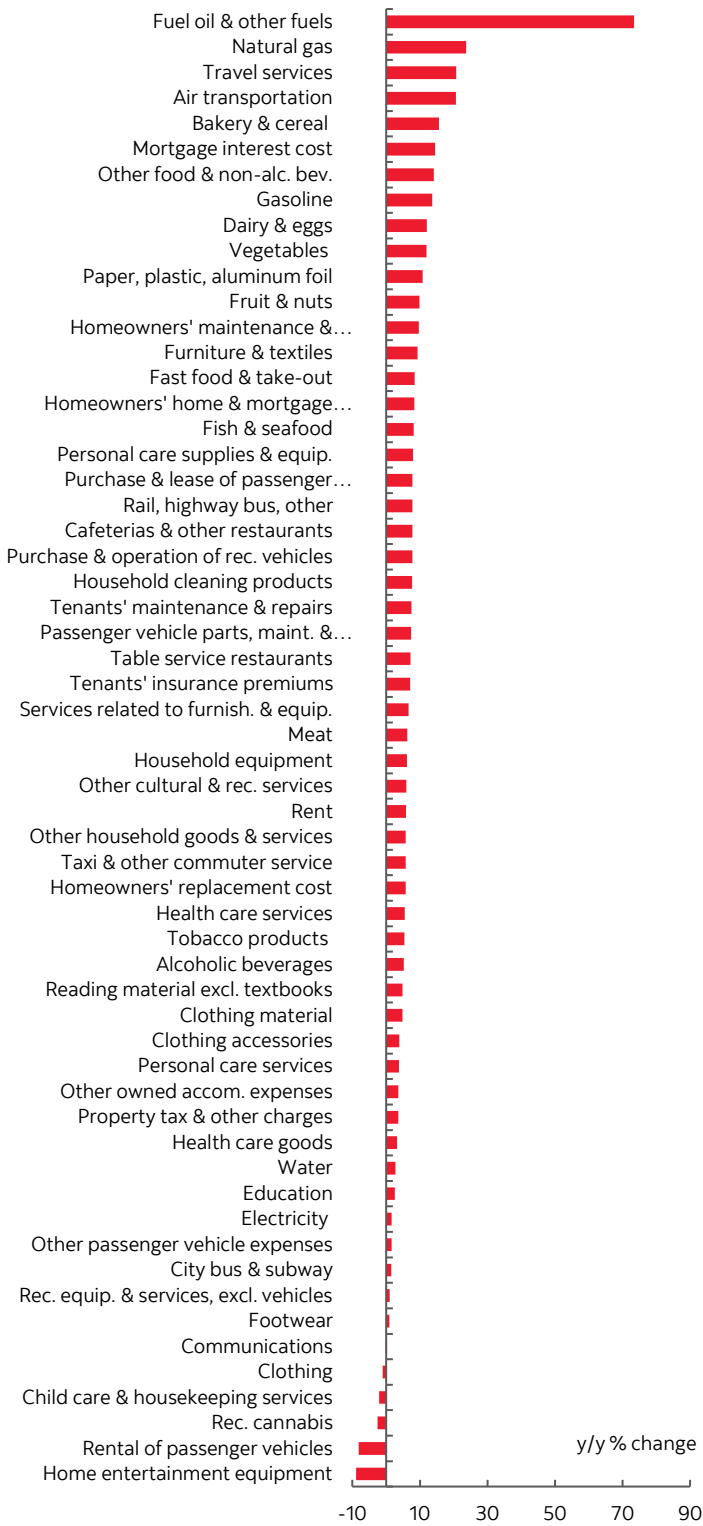 Fuel oil & other fuels
Natural gas
Travel services
Air transportation
Bakery & cereal
Mortgage interest cost
Other food & non-alc. bev.
Gasoline
Dairy & eggs
Vegetables
Paper, plastic, aluminum foil
Fruit & nuts
Homeowners' maintenance &…
Furniture & textiles
Fast food & take-out
Homeowners' home & mortgage…
Fish & seafood
Personal care supplies & equip.
Purchase & lease of passenger…
Rail, highway bus, other
Cafeterias & other restaurants
Purchase & operation of rec. vehicles
Household cleaning products
Tenants' maintenance & repairs
Passenger vehicle parts, maint. &…
Table service restaurants
Tenants' insurance premiums
Services related to furnish. & equip.
Meat
Household equipment
Other cultural & rec. services
Rent
Other household goods & services
Taxi & other commuter service
Homeowners' replacement cost
Health care services
Tobacco products
Alcoholic beverages
Reading material excl. textbooks
Clothing material
Clothing accessories
Personal care services
Other owned accom. expenses
Property tax & other charges
Health care goods
Water
Education
Electricity
Other passenger vehicle expenses
City bus & subway
Rec. equip. & services, excl. vehicles
Footwear
Communications
Clothing
Child care & housekeeping services
Rec. cannabis
Rental of passenger vehicles
y/y % change
Home entertainment equipment
-10 10 30 50 70 90